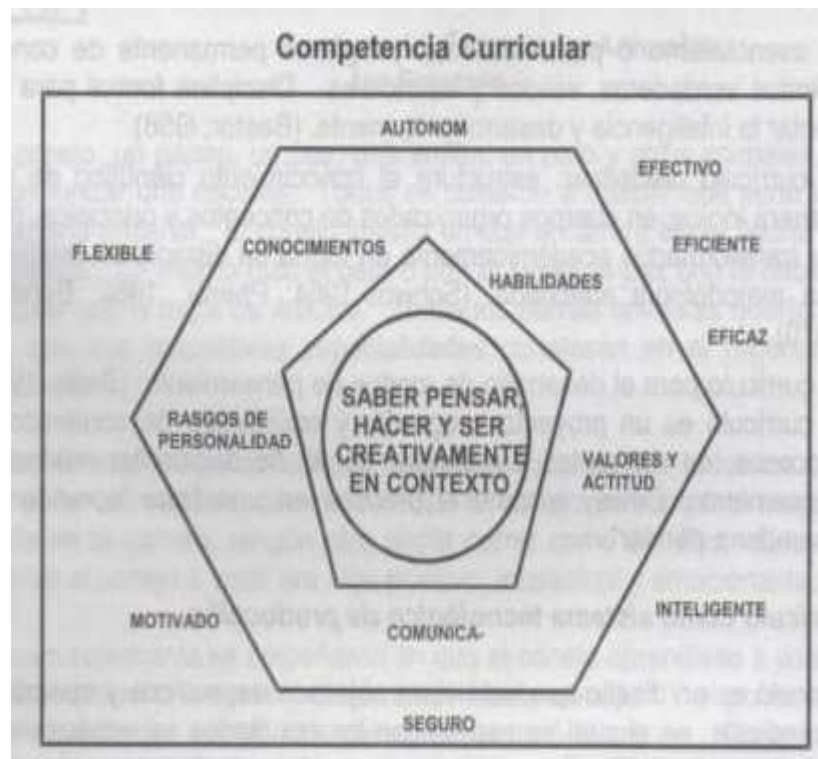 Competencia Curricular
AUTONOM
EFECTIVO
FLEXIBLE
CONOCIMIENTOS
EFICIENTE
HABILIDADES
EFICAZ
SABER PENSAR,
HACER Y SER
CREATIVAMENTE
EN CONTEXTO
RASGOS DE
PERSONALIDAD
VALORES Y
ACTITUD
MOTIVADO
COMUNICA-
INTELIGENTE
SEGURO